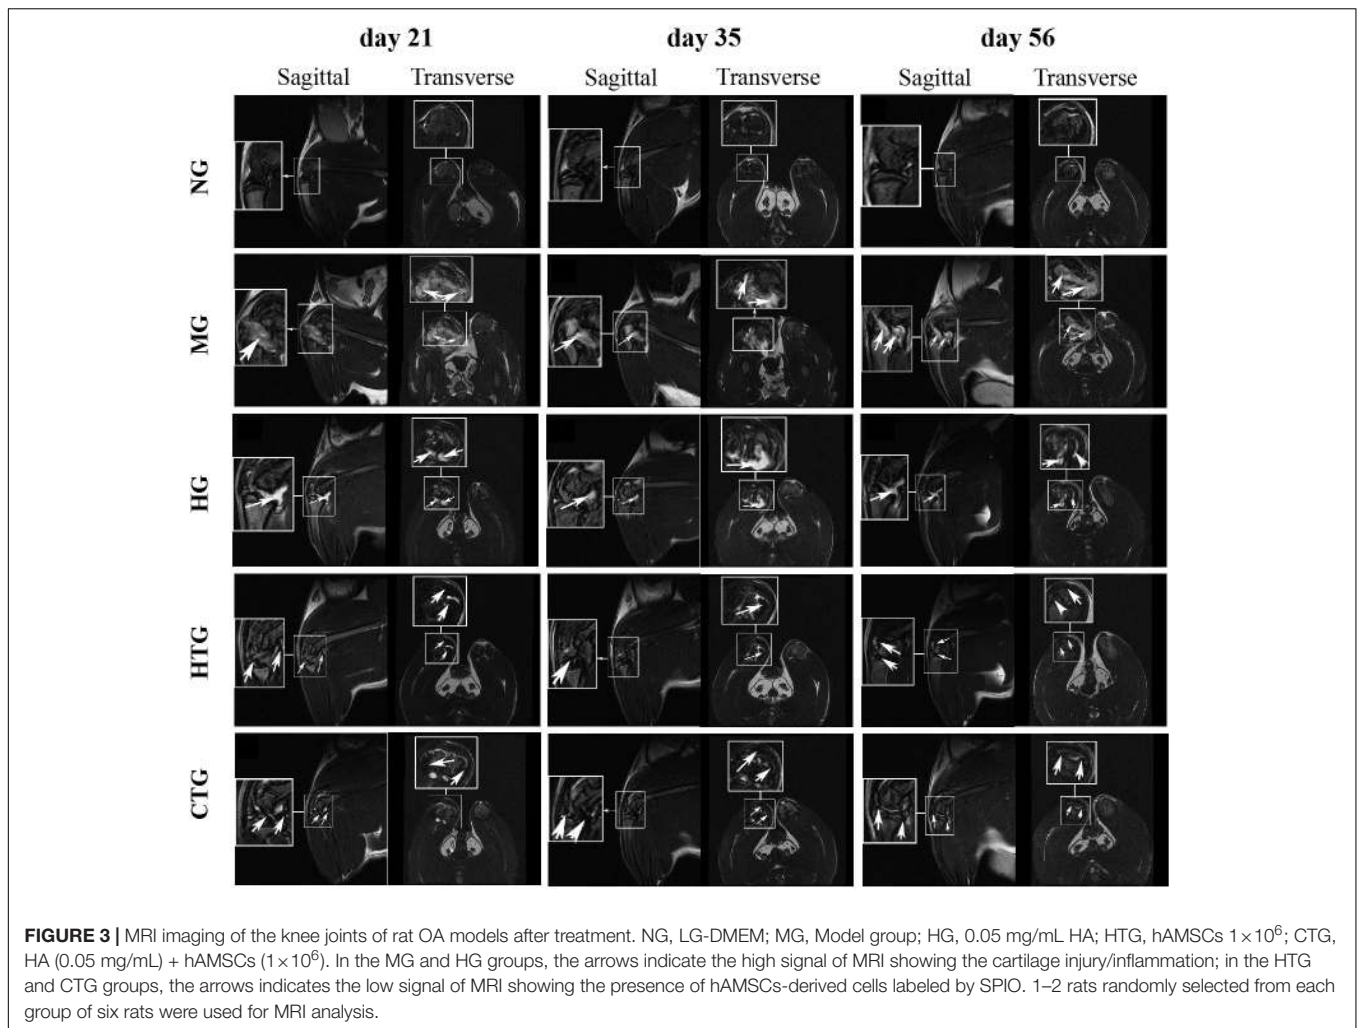 day 21 day 35 day 56
Sagittal Transverse Sagittal Transverse Sagittal Transverse
NG
MG
HG
HTG
CTG
FIGURE 3 | MRI imaging of the knee joints of rat OA models after treatment. NG, LG-DMEM; MG, Model group; HG, 0.05 mg/mL HA; HTG, hAMSCs 1×10⁶; CTG,
HA (0.05 mg/mL) + hAMSCs (1×10⁶). In the MG and HG groups, the arrows indicate the high signal of MRI showing the cartilage injury/inflammation; in the HTG
and CTG groups, the arrows indicates the low signal of MRI showing the presence of hAMSCs-derived cells labeled by SPIO. 1–2 rats randomly selected from each
group of six rats were used for MRI analysis.